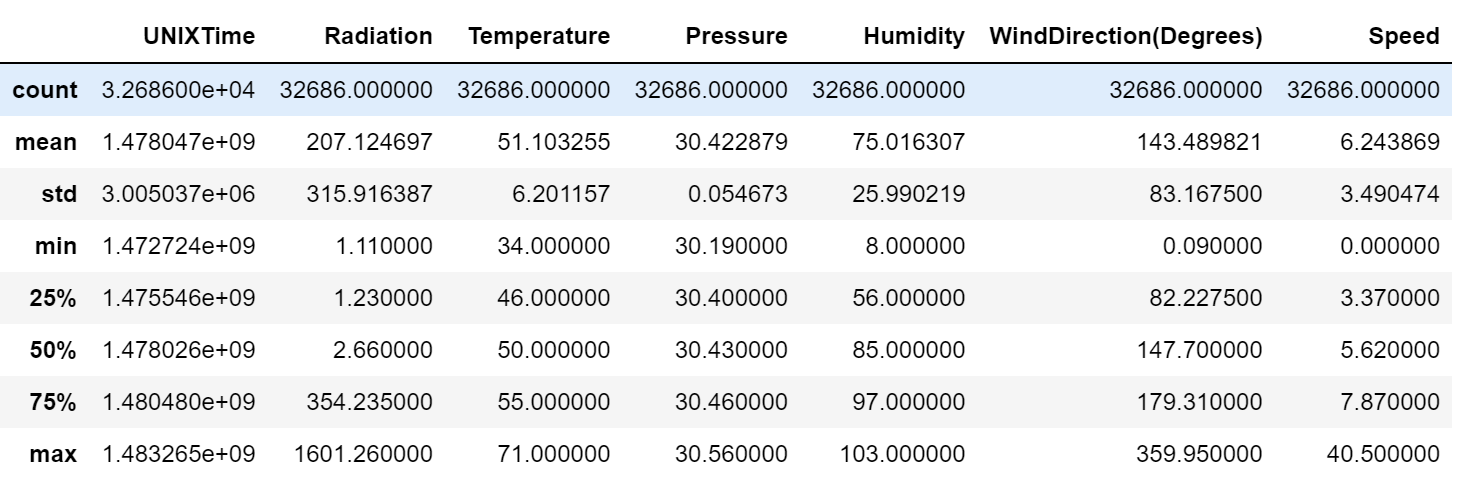 UNIXTime Radiation Temperature Pressure Humidity WindDirection(Degrees) Speed
count 3.268600e+04 32686.000000 32686.000000 32686.000000 32686.000000 32686.000000 32686.000000
mean 1.478047e+09 207.124697 51.103255 30.422879 75.016307 143.489821 6.243869
std 3.005037e+06 315.916387 6.201157 0.054673 25.990219 83.167500 3.490474
min 1.472724e+09 1.110000 34.000000 30.190000 8.000000 0.090000 0.000000
25% 1.475546e+09 1.230000 46.000000 30.400000 56.000000 82.227500 3.370000
50% 1.478026e+09 2.660000 50.000000 30.430000 85.000000 147.700000 5.620000
75% 1.480480e+09 354.235000 55.000000 30.460000 97.000000 179.310000 7.870000
max 1.483265e+09 1601.260000 71.000000 30.560000 103.000000 359.950000 40.500000